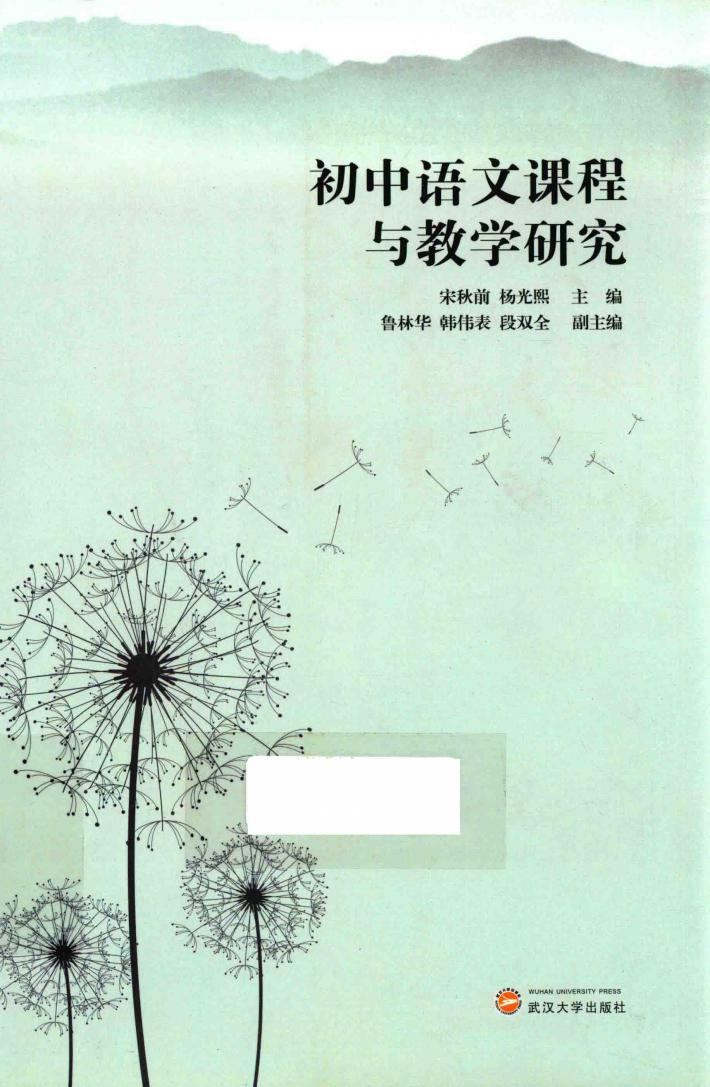 初中语文课程
与教学研究
宋秋前 杨光熙 主 编
鲁林华 韩伟表 段双全 副主编
WUHAN UNIVERSITY PRESS
武汉大学出版社